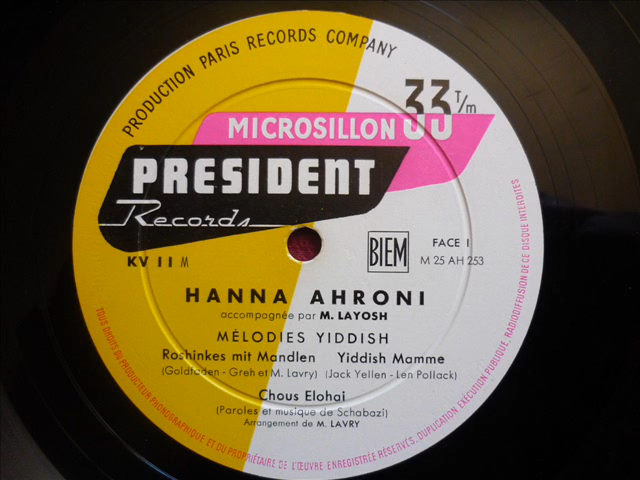 PRODUCTION PARIS RECORDS COMPANY
33 T/m
MICROSILLON
PRESIDENT
Records
KV 11 M
BIEM
FACE 1
M 25 AH 253
HANNA AHRONI
accompagnée par M. LAYOSH
MÉLODIES YIDDISH
Roshinkes mit Mandlen Yiddish Mamme
(Goldfaden - Greh et M. Lavry) (Jack Yellen - Len Pollack)
Chous Elohai
(Paroles et musique de Schabazi)
Arrangement de M. LAVRY
TOUS DROITS DU PRODUCTEUR PHONOGRAPHIQUE ET DU PROPRIÉTAIRE DE L'ŒUVRE ENREGISTRÉE RÉSERVÉS, DUPLICATION, EXÉCUTION PUBLIQUE, RADIODIFFUSION DE CE DISQUE INTERDITES